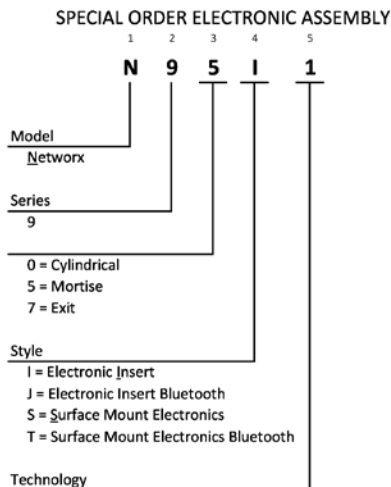 SPECIAL ORDER ELECTRONIC ASSEMBLY
1 2 3 4 5
N 9 5 I 1
Model
Networx
Series
9
0 = Cylindrical
5 = Mortise
7 = Exit
Style
I = Electronic Insert
J = Electronic Insert Bluetooth
S = Surface Mount Electronics
T = Surface Mount Electronics Bluetooth
Technology